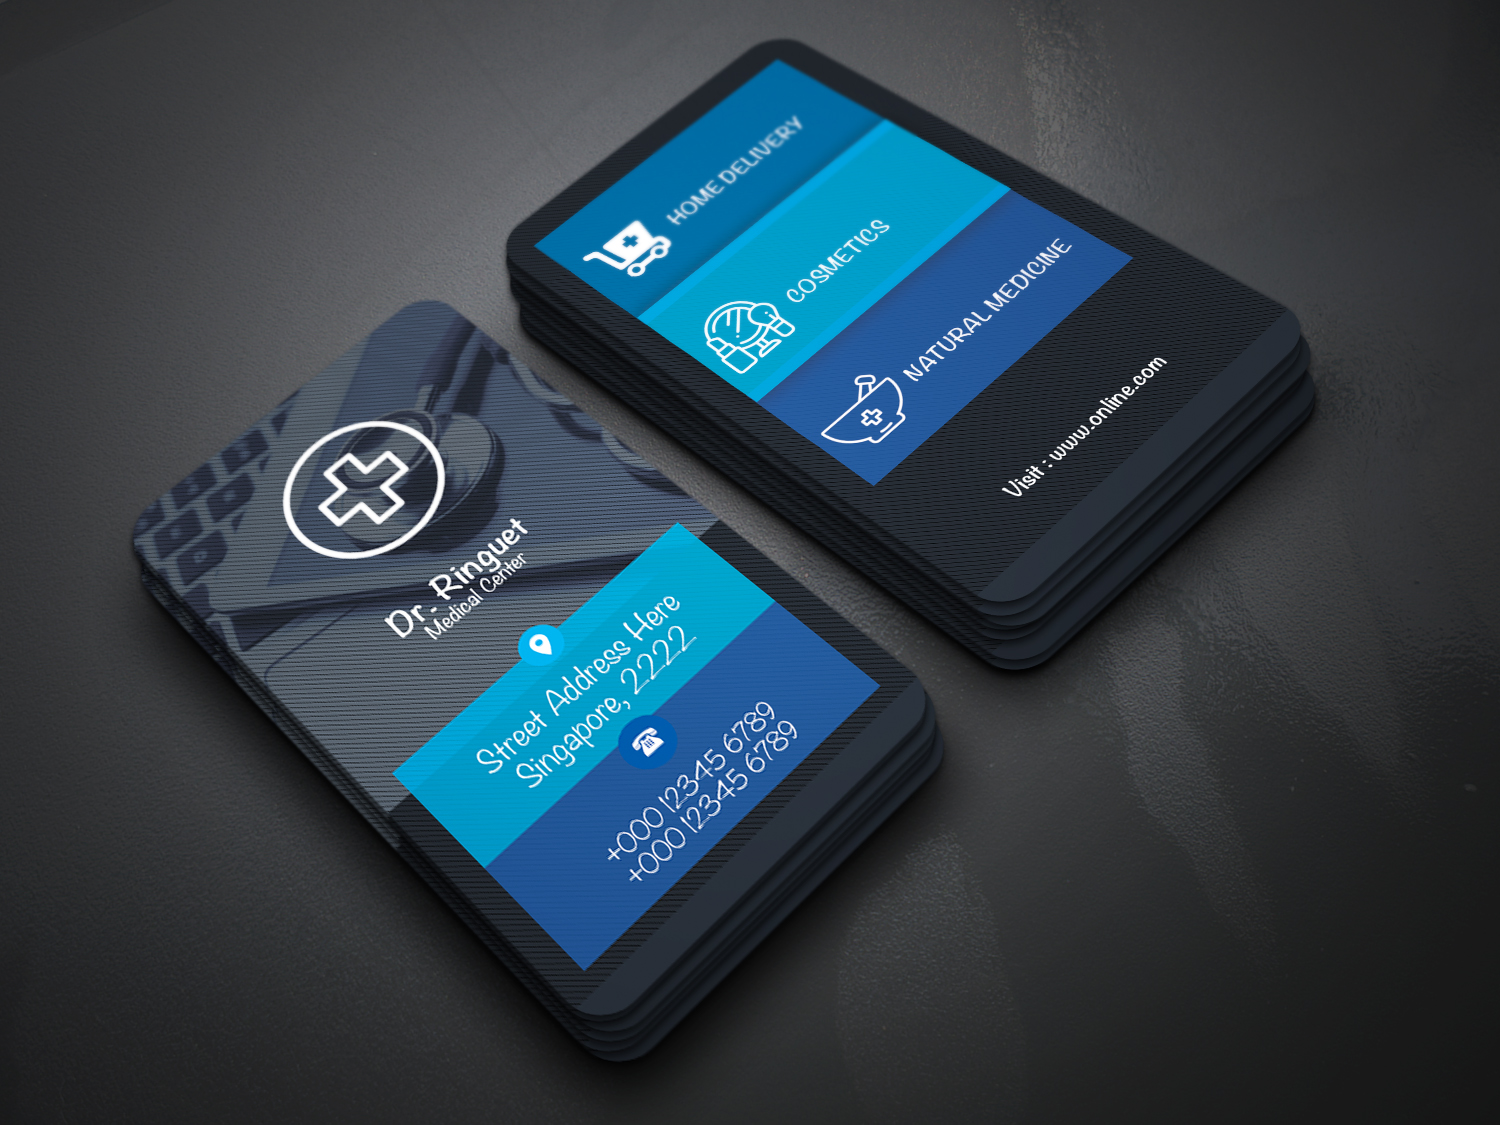 Dr. Ringuet
Medical Center
Street Address Here
Singapore, 2222
+000 12345 6789
+000 12345 6789
HOME DELIVERY
COSMETICS
NATURAL MEDICINE
Visit : www.online.com